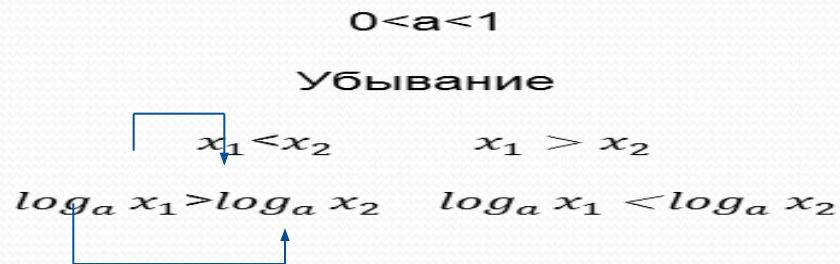 0<a<1
Убывание
x₁<x₂ x₁ > x₂
logₐ x₁>logₐ x₂ logₐ x₁ <logₐ x₂